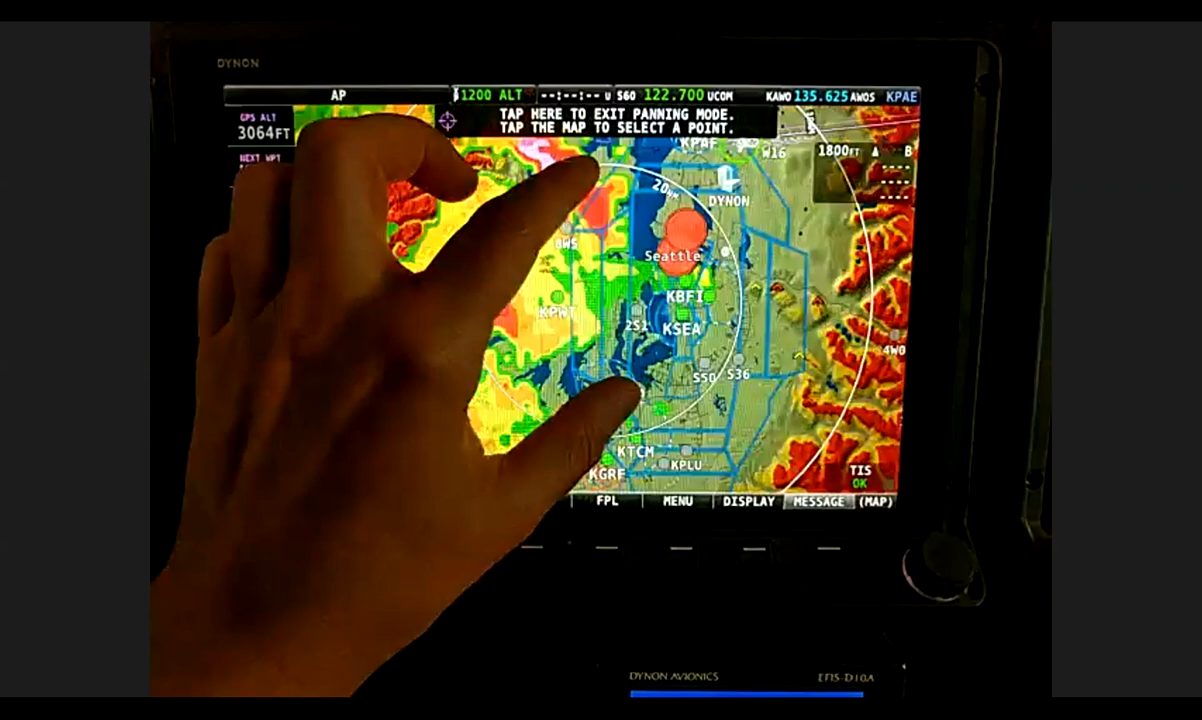 DYNON
AP
1200 ALT
--:--:-- U
S60 122.700 UCOM
KAWO 135.625 AWOS
KPAE
GPS ALT
3064FT
NEXT WPT
TAP HERE TO EXIT PANNING MODE.
TAP THE MAP TO SELECT A POINT.
KPAE
W16
1800FT
B
20NM
DYNON
8W5
Seattle
KPWT
KBFI
2S1
KSEA
4W0
S50
S36
KTCM
KPLU
KGRF
TIS
OK
FPL
MENU
DISPLAY
MESSAGE
(MAP)
DYNON AVIONICS
EFIS-D10A